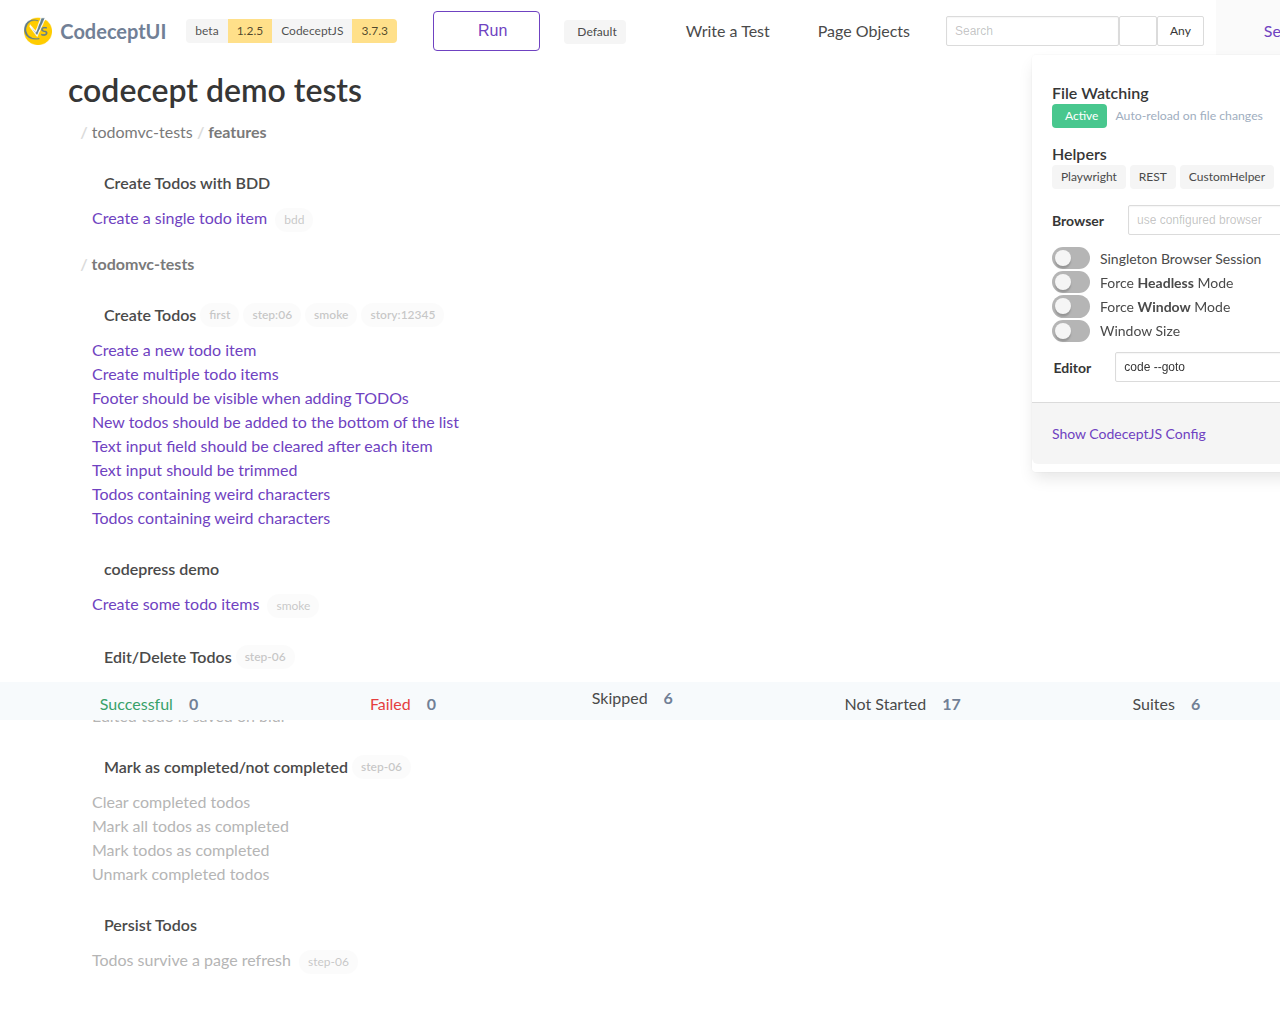 CodeceptUI beta 1.2.5 CodeceptJS 3.7.3 Run Default Write a Test Page Objects Search Any Se
codecept demo tests
/ todomvc-tests / features
Create Todos with BDD
Create a single todo item bdd
/ todomvc-tests
Create Todos first step:06 smoke story:12345
Create a new todo item
Create multiple todo items
Footer should be visible when adding TODOs
New todos should be added to the bottom of the list
Text input field should be cleared after each item
Text input should be trimmed
Todos containing weird characters
Todos containing weird characters
codepress demo
Create some todo items smoke
Edit/Delete Todos step-06
Edited todo is saved on blur
Mark as completed/not completed step-06
Clear completed todos
Mark all todos as completed
Mark todos as completed
Unmark completed todos
Persist Todos
Todos survive a page refresh step-06
File Watching
Active Auto-reload on file changes
Helpers
Playwright REST CustomHelper
Browser use configured browser
Singleton Browser Session
Force Headless Mode
Force Window Mode
Window Size
Editor code --goto
Show CodeceptJS Config
Successful 0 Failed 0 Skipped 6 Not Started 17 Suites 6